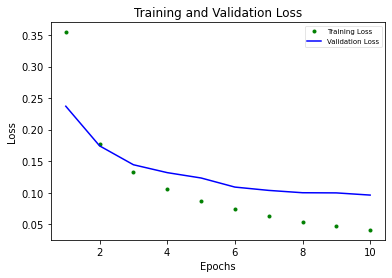 Training and Validation Loss
Training Loss
Validation Loss
0.35
0.30
0.25
0.20
0.15
0.10
0.05
Loss
2 4 6 8 10
Epochs